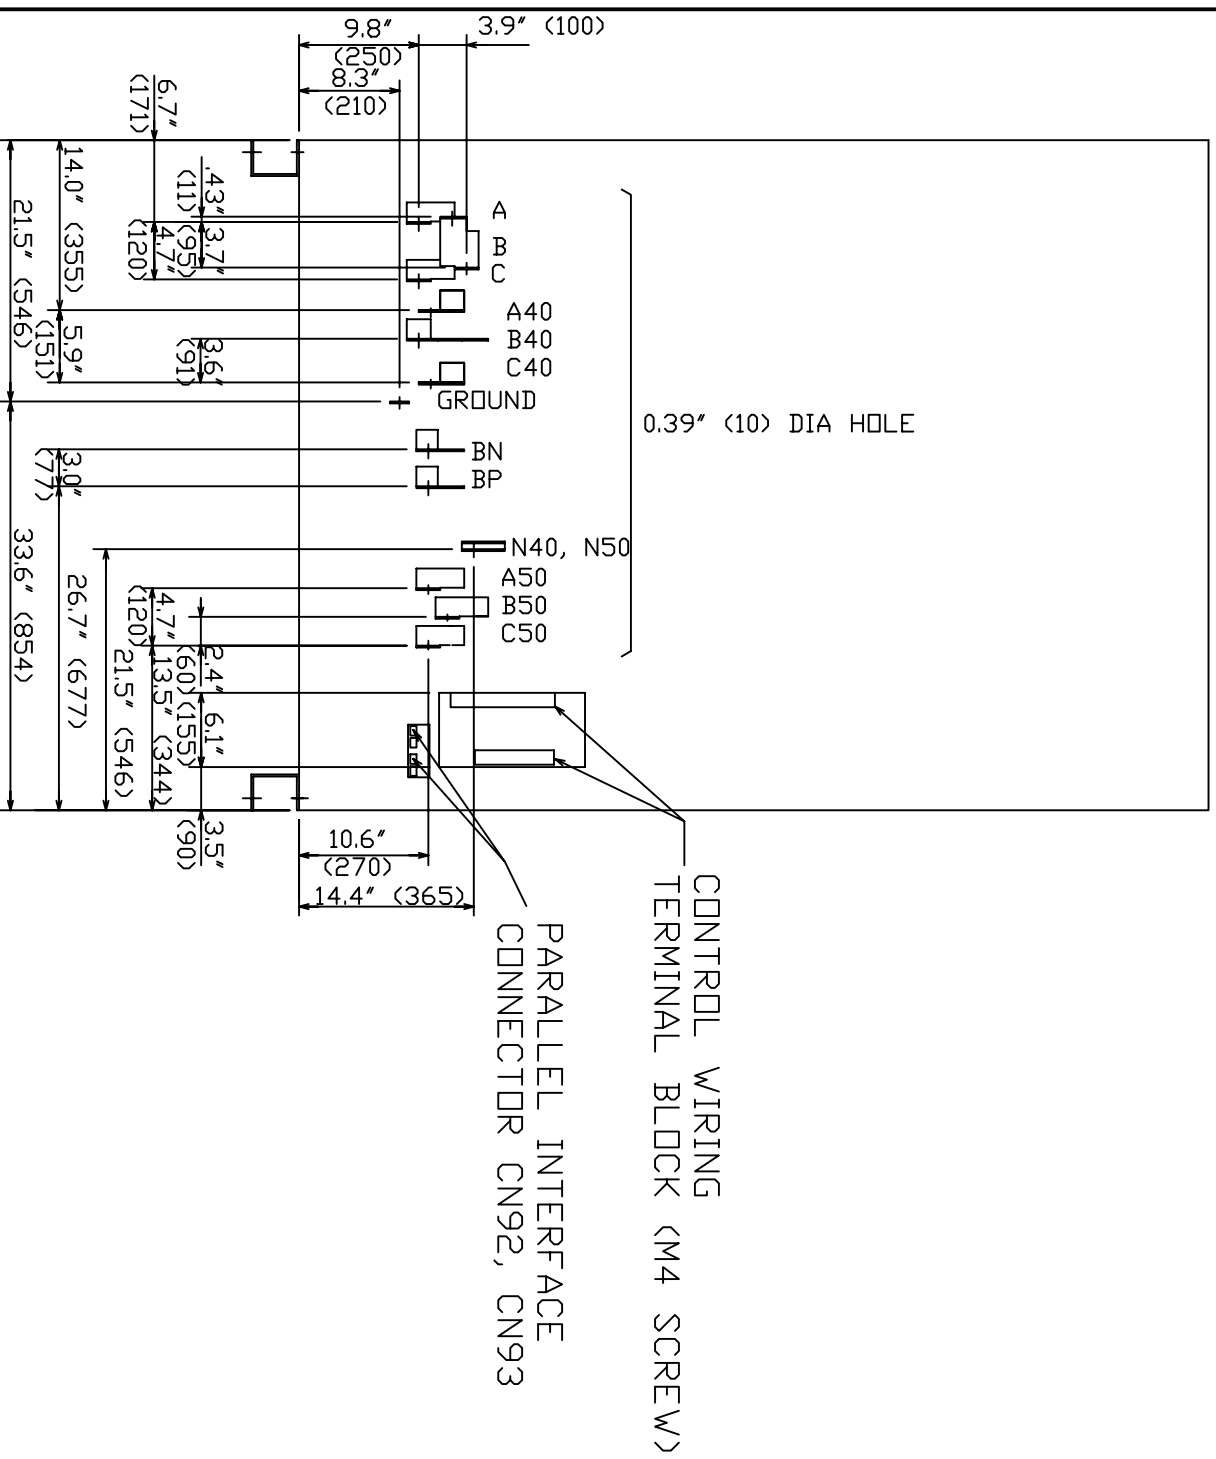 9.8"
(250)
3.9" (100)
8.3"
(210)
6.7"
(171)
14.0" (355)
21.5" (546)
.43"
(11)
3.7"
(95)
4.7"
(120)
5.9"
(151)
3.6"
(91)
A
B
C
A40
B40
C40
GROUND
BN
BP
N40, N50
A50
B50
C50
0.39" (10) DIA HOLE
3.0"
(77)
33.6" (854)
26.7" (677)
21.5" (546)
4.7"
(120)
13.5" (344)
2.4"
(60)
6.1"
(155)
3.5"
(90)
10.6"
(270)
14.4" (365)
CONTROL WIRING
TERMINAL BLOCK (M4 SCREW)
PARALLEL INTERFACE
CONNECTOR CN92, CN93